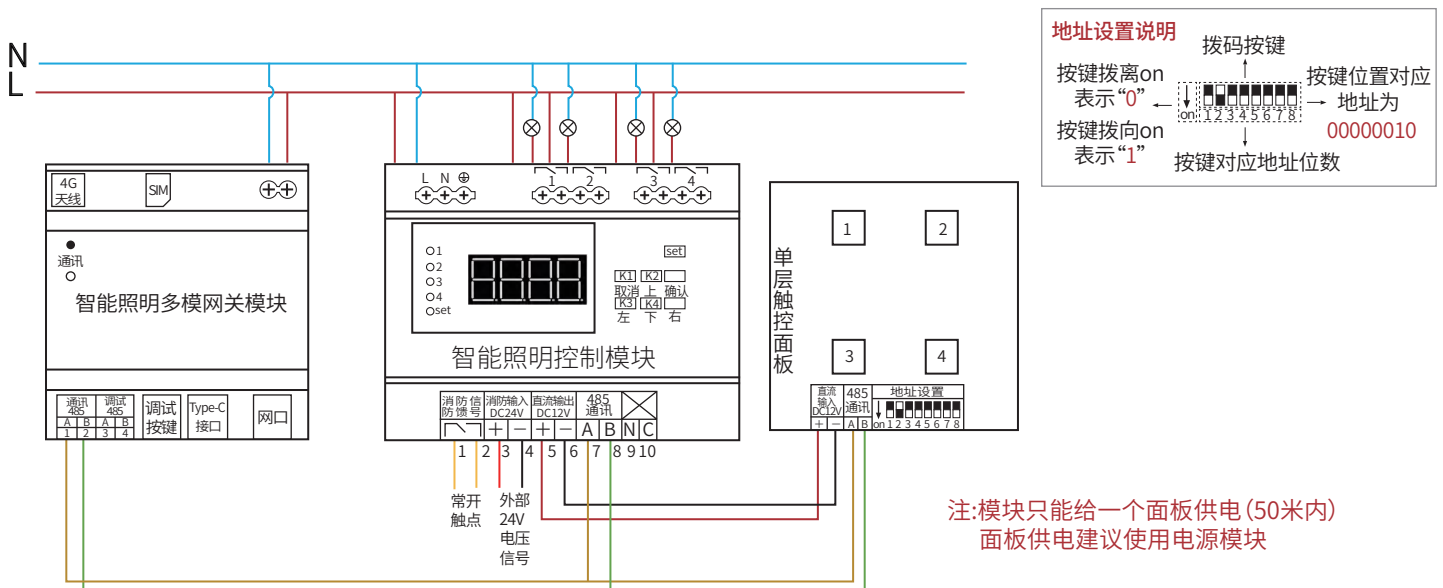 N
L
地址设置说明
拨码按键
按键拨离on
表示“0”
按键拨向on
表示“1”
on
1 2 3 4 5 6 7 8
按键位置对应
地址为
00000010
按键对应地址位数
4G
天线
SIM
通讯
智能照明多模网关模块
通讯
485
调试
485
A B A B
1 2 3 4
调试
按键
Type-C
接口
网口
L N
1 2 3 4
1
2
3
4
set
set
K1 K2
取消 上 确认
K3 K4
左 下 右
智能照明控制模块
消防信
防馈号
消防输入
DC24V
直流输出
DC12V
485
通讯
+ − + − A B N C
1 2 3 4 5 6 7 8 9 10
常开
触点
外部
24V
电压
信号
单层触控面板
1 2
3 4
直流
输入
DC12V
485
通讯
地址设置
+ − A B on 1 2 3 4 5 6 7 8
注:模块只能给一个面板供电(50米内)
面板供电建议使用电源模块